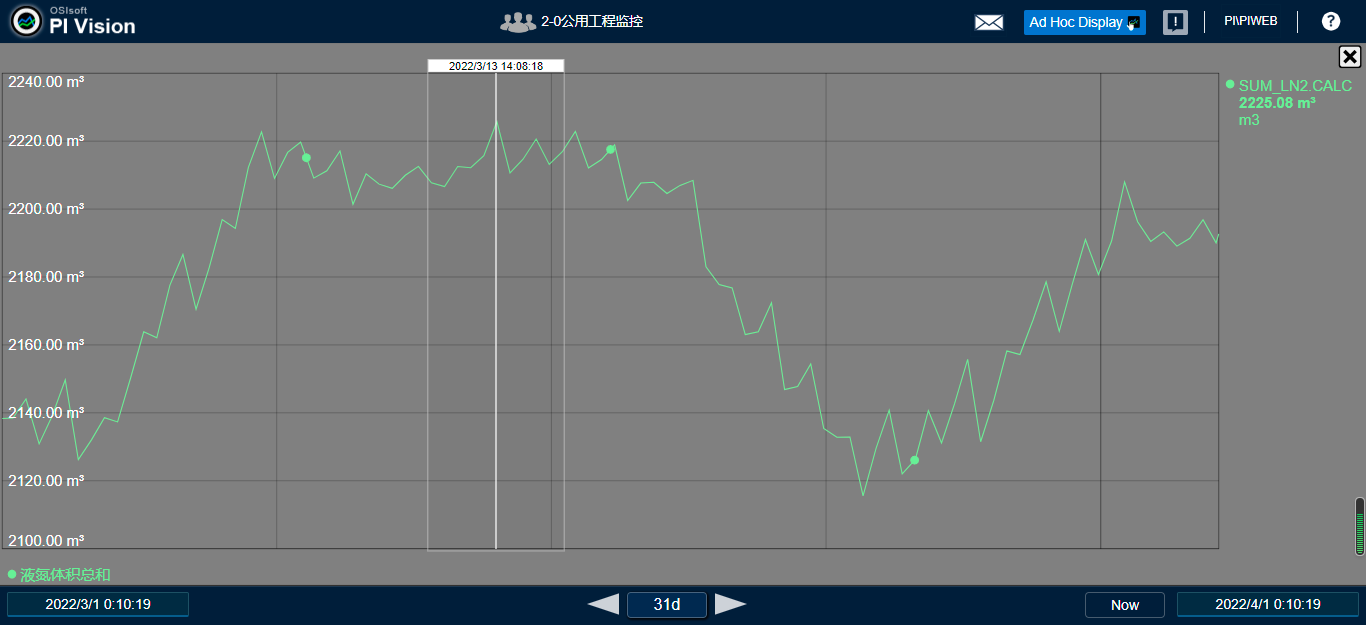 OSIsoft
PI Vision
2-0公用工程监控
Ad Hoc Display
PI\PIWEB
?
2022/3/13 14:08:18
2240.00 m³
2220.00 m³
2200.00 m³
2180.00 m³
2160.00 m³
2140.00 m³
2120.00 m³
2100.00 m³
SUM_LN2.CALC
2225.08 m³
m3
液氮体积总和
2022/3/1 0:10:19
31d
Now
2022/4/1 0:10:19